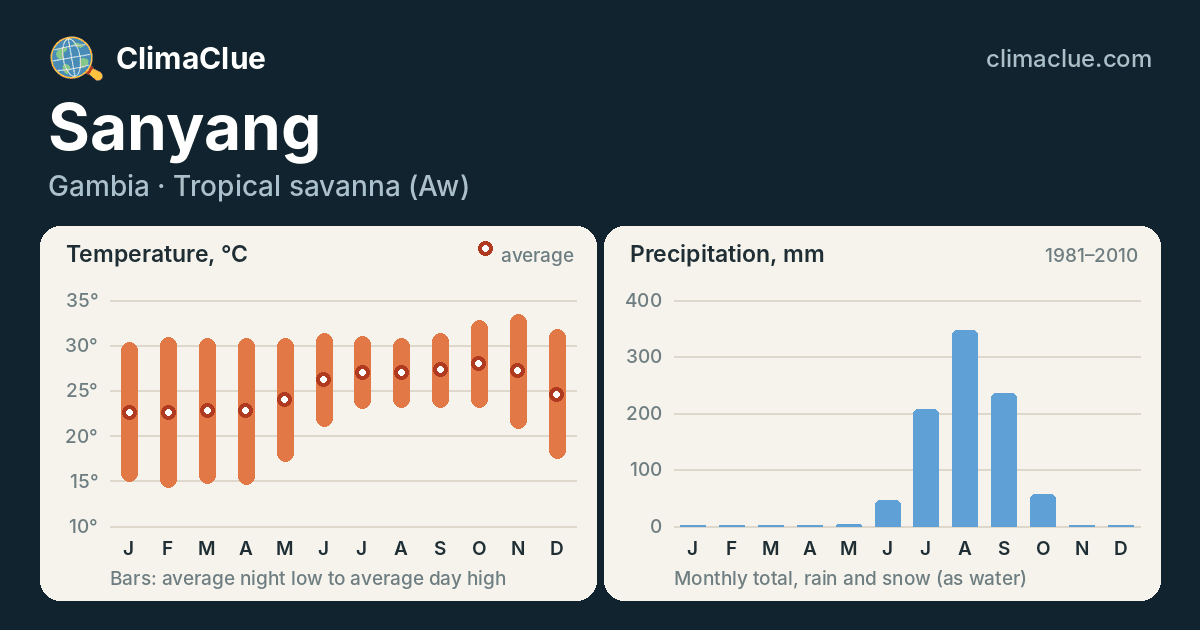 ClimaClue
climaclue.com
Sanyang
Gambia · Tropical savanna (Aw)
Temperature, °C
average
35°
30°
25°
20°
15°
10°
J F M A M J J A S O N D
Bars: average night low to average day high
Precipitation, mm
1981–2010
400
300
200
100
0
J F M A M J J A S O N D
Monthly total, rain and snow (as water)